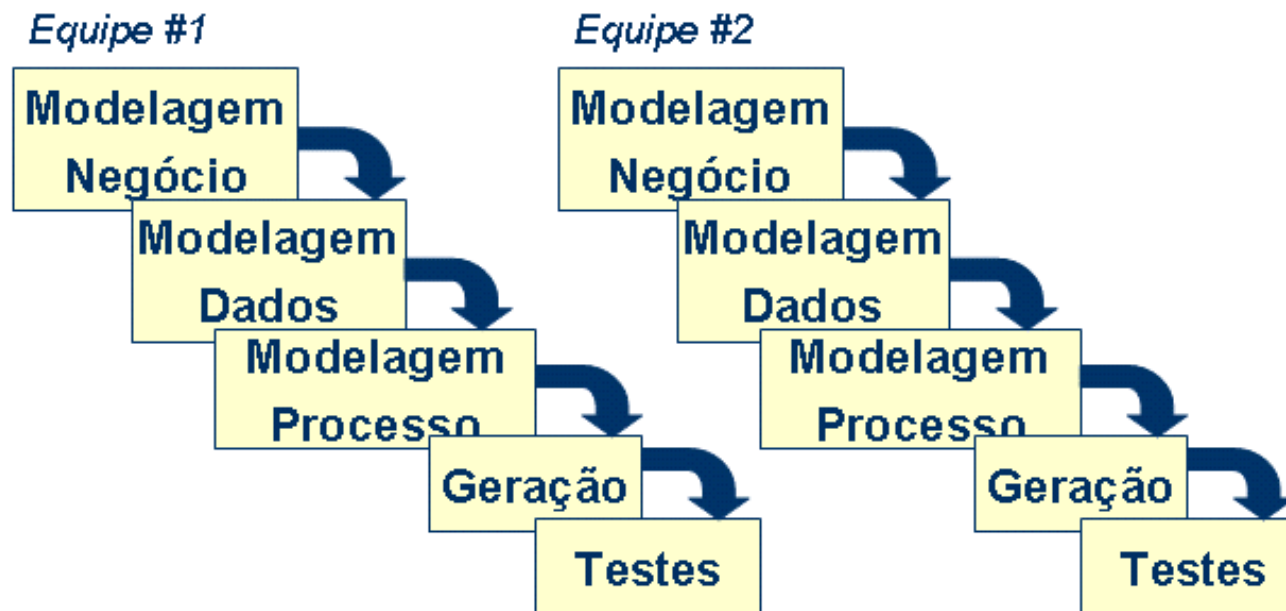 Equipe #1
Modelagem
Negócio
Modelagem
Dados
Modelagem
Processo
Geração
Testes
Equipe #2
Modelagem
Negócio
Modelagem
Dados
Modelagem
Processo
Geração
Testes